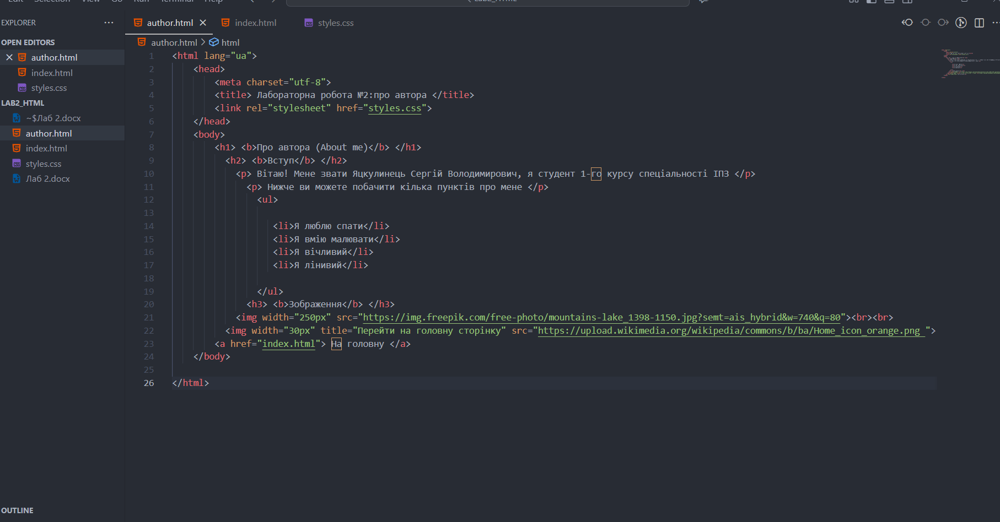 Edit Selection View Go Run Terminal Help Lab2_HTML
EXPLORER ···
author.html
index.html
styles.css
OPEN EDITORS
author.html > html
author.html
index.html
styles.css
LAB2_HTML
~$Лаб 2.docx
author.html
index.html
styles.css
Лаб 2.docx
1 <html lang="ua">
2 <head>
3 <meta charset="utf-8">
4 <title> Лабораторна робота №2:про автора </title>
5 <link rel="stylesheet" href="styles.css">
6 </head>
7 <body>
8 <h1> <b>Про автора (About me)</b> </h1>
9 <h2> <b>Вступ</b> </h2>
10 <p> Вітаю! Мене звати Яцкулинець Сергій Володимирович, я студент 1-го курсу спеціальності ІПЗ </p>
11 <p> Нижче ви можете побачити кілька пунктів про мене </p>
12 <ul>
13
14 <li>Я люблю спати</li>
15 <li>Я вмію малювати</li>
16 <li>Я вічливий</li>
17 <li>Я лінивий</li>
18
19 </ul>
20 <h3> <b>Зображення</b> </h3>
21 <img width="250px" src="https://img.freepik.com/free-photo/mountains-lake_1398-1150.jpg?semt=ais_hybrid&w=740&q=80"><br><br>
22 <img width="30px" title="Перейти на головну сторінку" src="https://upload.wikimedia.org/wikipedia/commons/b/ba/Home_icon_orange.png ">
23 <a href="index.html"> На головну </a>
24 </body>
25
26 </html>
OUTLINE